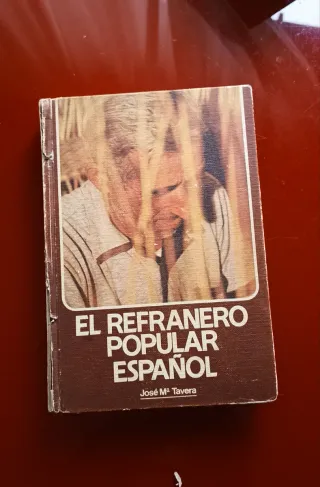 EL REFRANERO
POPULAR
ESPAÑOL
José Mª Tavera